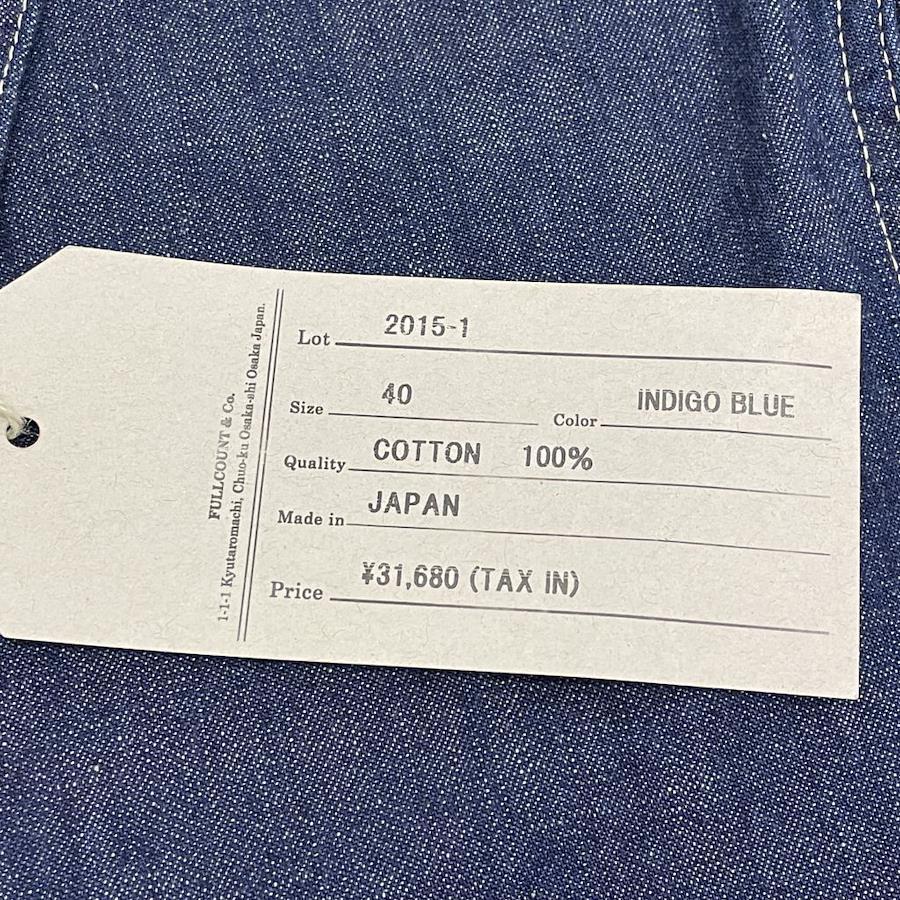 FULLCOUNT & Co.
1-1-1 Kyutaromachi, Chuo-ku Osaka-shi Osaka Japan.
Lot 2015-1
Size 40 Color INDIGO BLUE
Quality COTTON 100%
Made in JAPAN
Price ¥31,680 (TAX IN)